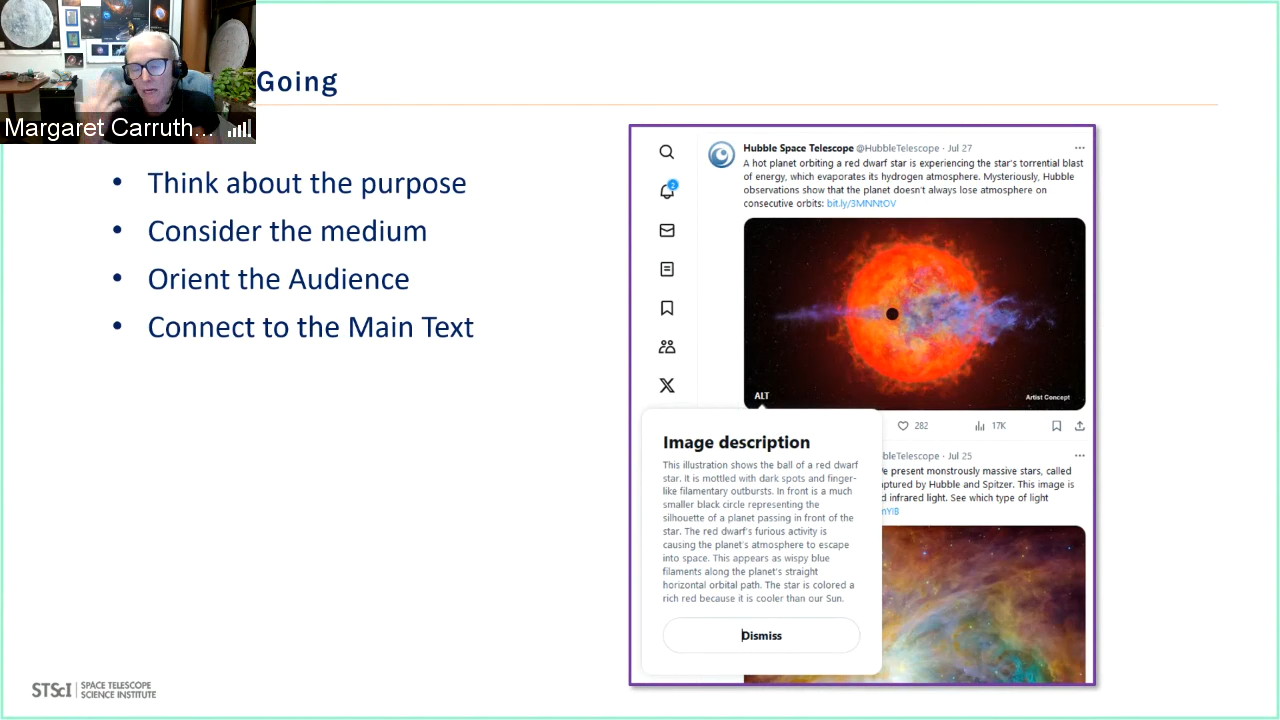 Going
Margaret Carruth...
• Think about the purpose
• Consider the medium
• Orient the Audience
• Connect to the Main Text
Hubble Space Telescope @HubbleTelescope · Jul 27
A hot planet orbiting a red dwarf star is experiencing the star's torrential blast
of energy, which evaporates its hydrogen atmosphere. Mysteriously, Hubble
observations show that the planet doesn't always lose atmosphere on
consecutive orbits: bit.ly/3MNNtOV
2
ALT
Artist Concept
282
17K
Image description
This illustration shows the ball of a red dwarf
star. It is mottled with dark spots and finger-
like filamentary outbursts. In front is a much
smaller black circle representing the
silhouette of a planet passing in front of the
star. The red dwarf's furious activity is
causing the planet's atmosphere to escape
into space. This appears as wispy blue
filaments along the planet's straight
horizontal orbital path. The star is colored a
rich red because it is cooler than our Sun.
Dismiss
bleTelescope · Jul 25
e present monstrously massive stars, called
ptured by Hubble and Spitzer. This image is
d infrared light. See which type of light
STScI | SPACE TELESCOPE
SCIENCE INSTITUTE